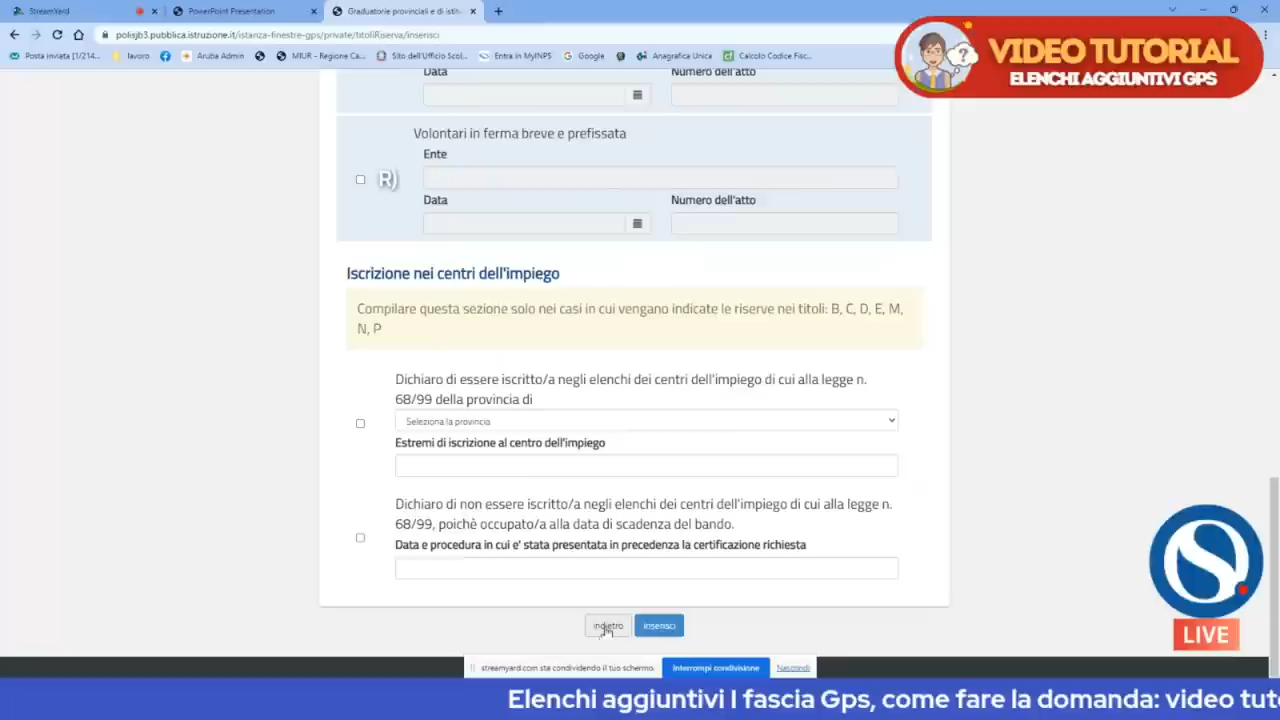 StreamYard
PowerPoint Presentation
Graduatorie provinciali e di istit
polisjb3.pubblica.istruzione.it/istanza-finestre-gps/private/titoliRiserva/inserisci
Posta inviata (1/214...
lavoro
Aruba Admin
MIUR - Regione Ca...
Sito dell'Ufficio Scol...
Entra in MyINPS
Google
Anagrafica Unica
Calcolo Codice Fisc...
VIDEO TUTORIAL
ELENCHI AGGIUNTIVI GPS
Data
Numero dell'atto
Volontari in ferma breve e prefissata
Ente
R)
Data
Numero dell'atto
Iscrizione nei centri dell'impiego
Compilare questa sezione solo nei casi in cui vengano indicate le riserve nei titoli: B, C, D, E, M,
N, P
Dichiaro di essere iscritto/a negli elenchi dei centri dell'impiego di cui alla legge n.
68/99 della provincia di
Seleziona la provincia
Estremi di iscrizione al centro dell'impiego
Dichiaro di non essere iscritto/a negli elenchi dei centri dell'impiego di cui alla legge n.
68/99, poichè occupato/a alla data di scadenza del bando.
Data e procedura in cui e' stata presentata in precedenza la certificazione richiesta
indietro
inserisci
S
LIVE
streamyard.com sta condividendo il tuo schermo.
Interrompi condivisione
Nascondi
Elenchi aggiuntivi I fascia Gps, come fare la domanda: video tut